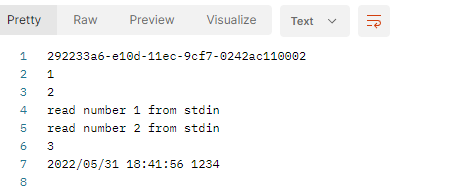 Pretty Raw Preview Visualize Text
1 292233a6-e10d-11ec-9cf7-0242ac110002
2 1
3 2
4 read number 1 from stdin
5 read number 2 from stdin
6 3
7 2022/05/31 18:41:56 1234
8